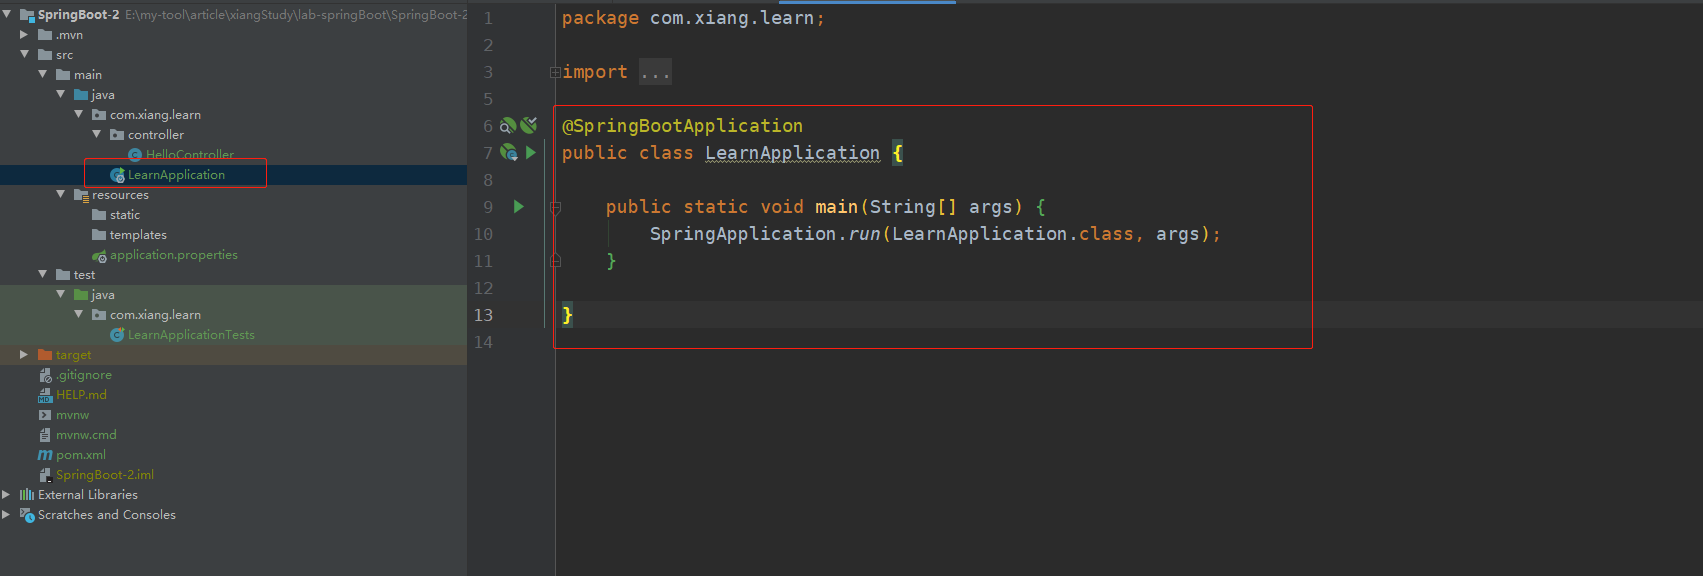 SpringBoot-2 E:\my-tool\article\xiangStudy\lab-springBoot\SpringBoot-2
.mvn
src
main
java
com.xiang.learn
controller
HelloController
LearnApplication
resources
static
templates
application.properties
test
java
com.xiang.learn
LearnApplicationTests
target
.gitignore
HELP.md
mvnw
mvnw.cmd
pom.xml
SpringBoot-2.iml
External Libraries
Scratches and Consoles
1 package com.xiang.learn;
2
3 import ...
5
6 @SpringBootApplication
7 public class LearnApplication {
8
9 public static void main(String[] args) {
10 SpringApplication.run(LearnApplication.class, args);
11 }
12
13 }
14